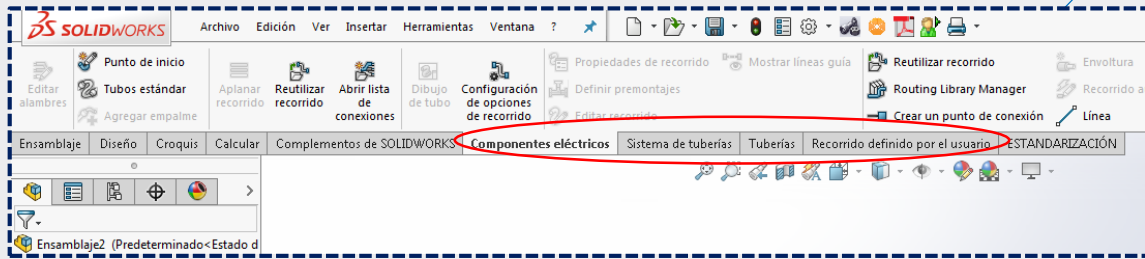 SOLIDWORKS Archivo Edición Ver Insertar Herramientas Ventana ?
Punto de inicio
Tubos estándar
Agregar empalme
Editar
alambres
Aplanar
recorrido
Reutilizar
recorrido
Abrir lista
de
conexiones
Dibujo
de tubo
Configuración
de opciones
de recorrido
Propiedades de recorrido
Mostrar líneas guía
Definir premontajes
Editar recorrido
Reutilizar recorrido
Routing Library Manager
Crear un punto de conexión
Envoltura
Recorrido a
Línea
Ensamblaje Diseño Croquis Calcular Complementos de SOLIDWORKS Componentes eléctricos Sistema de tuberías Tuberías Recorrido definido por el usuario ESTANDARIZACIÓN
Ensamblaje2 (Predeterminado<Estado d